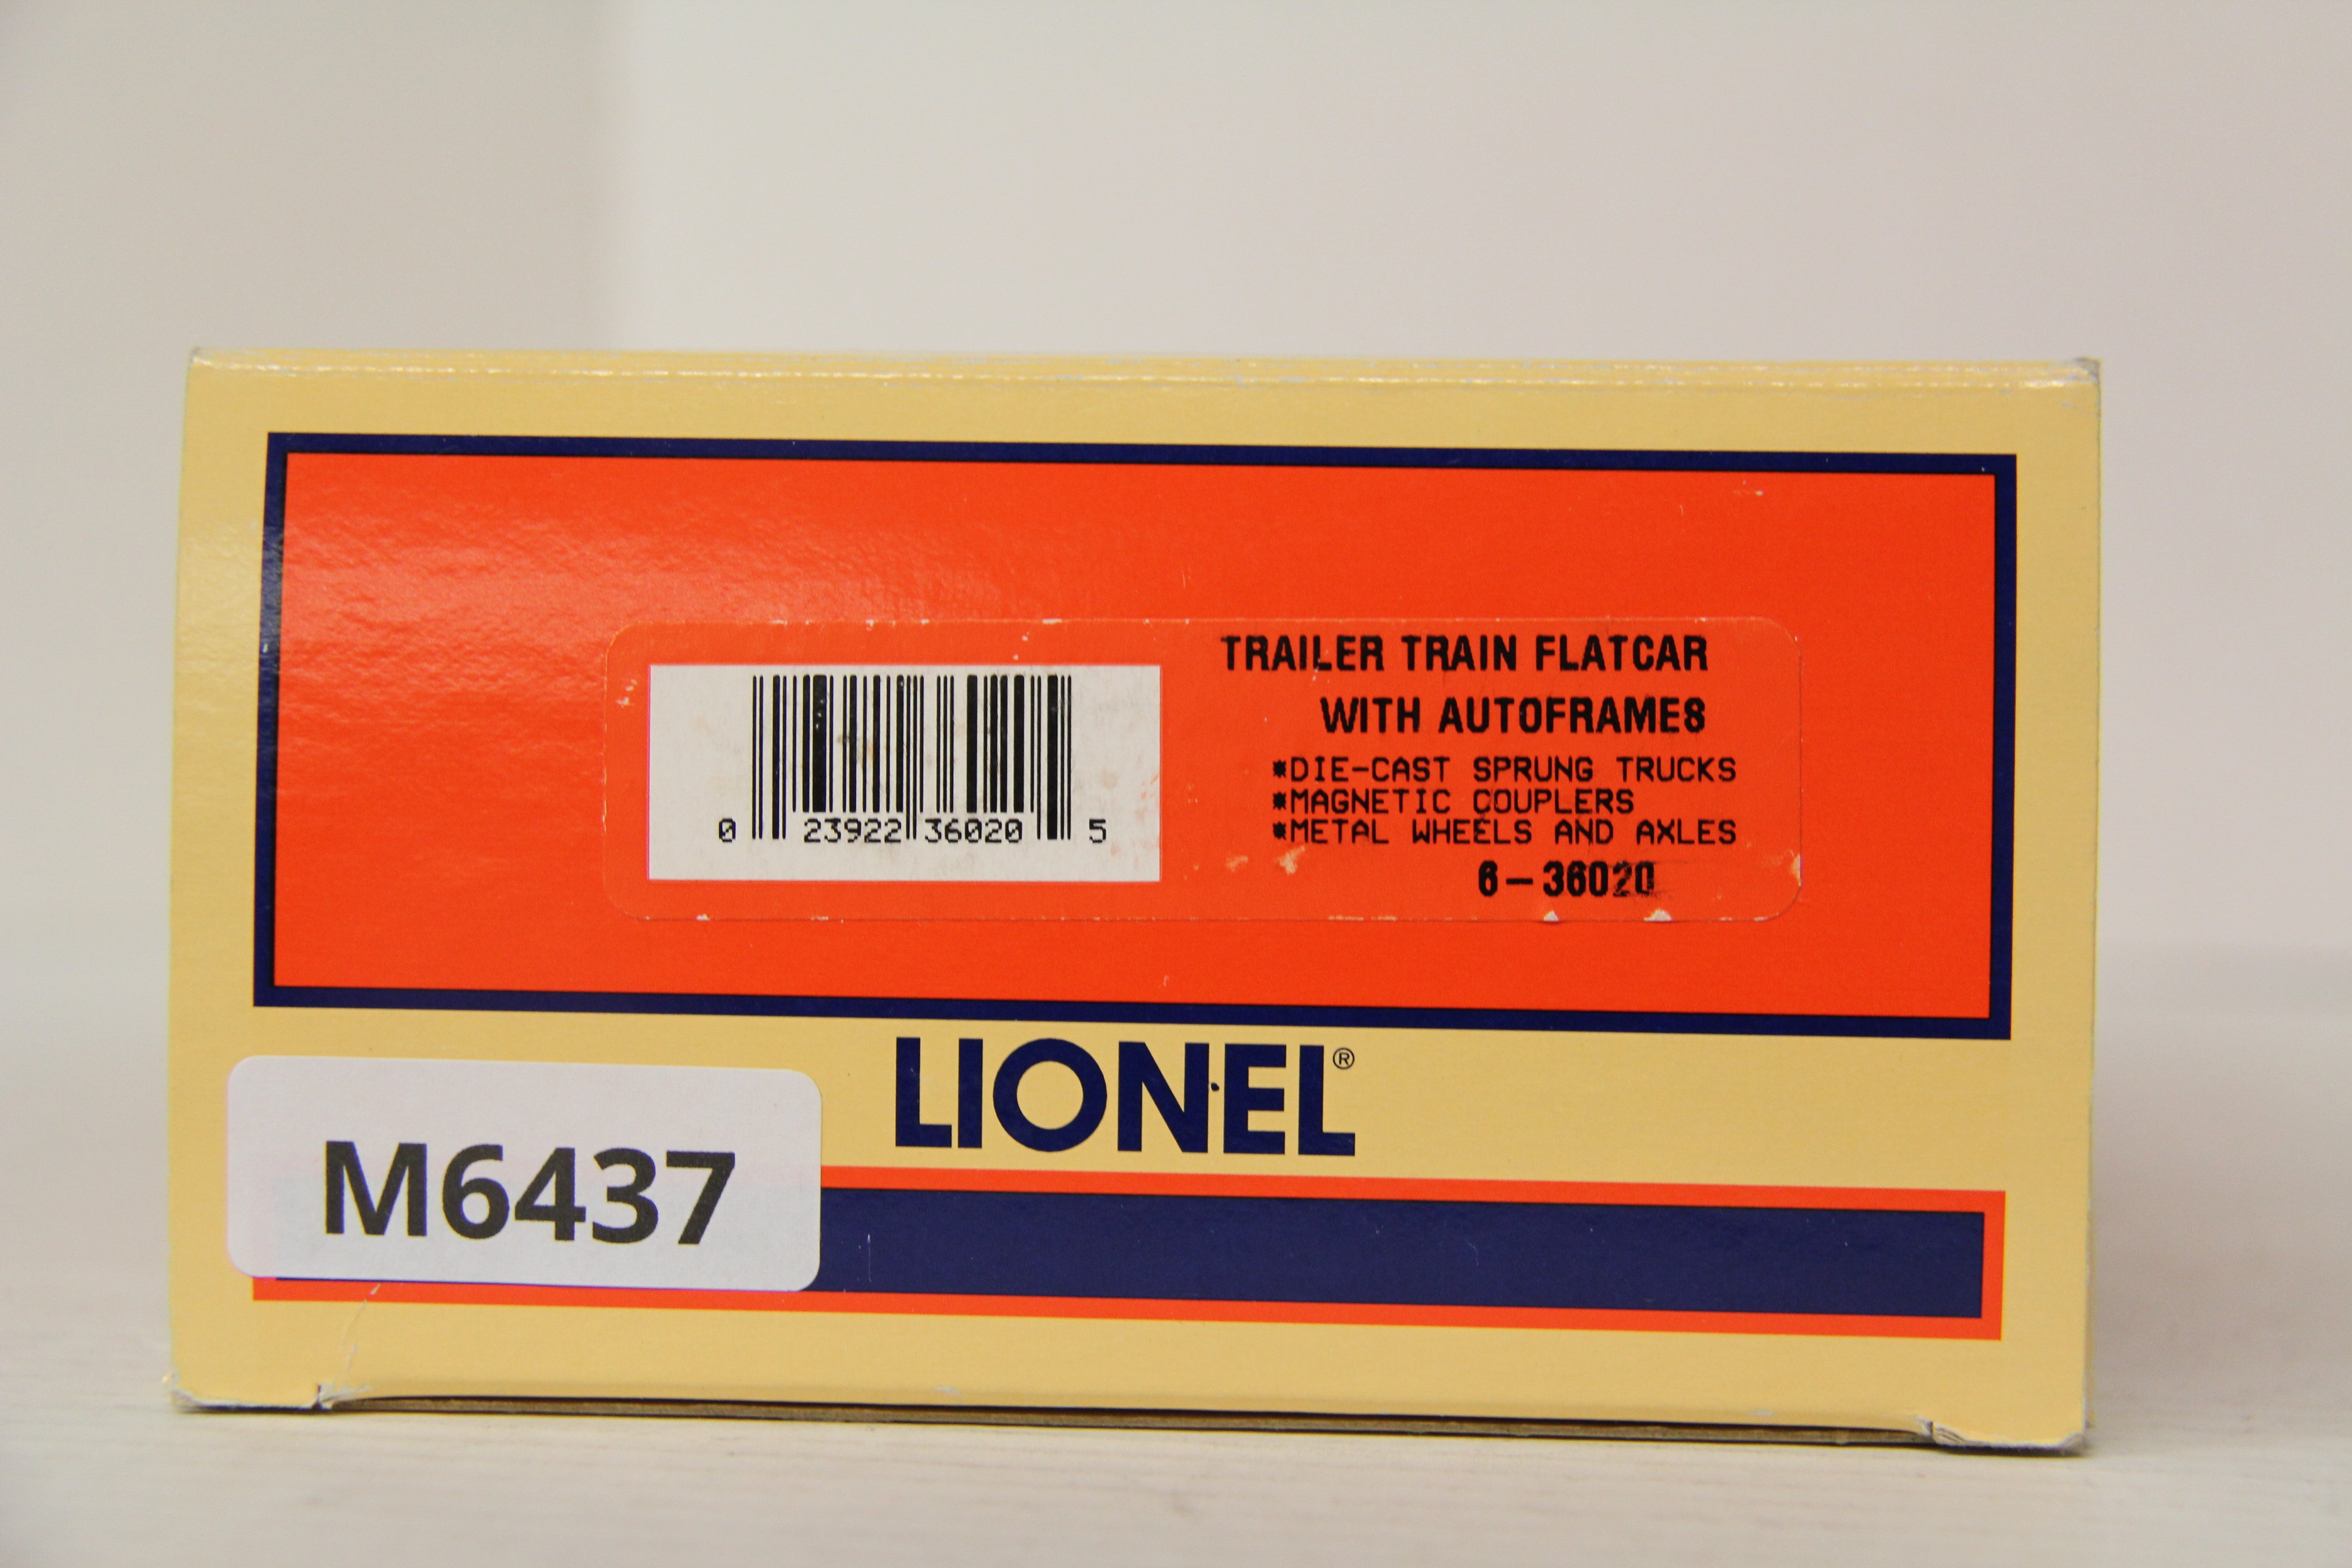 TRAILER TRAIN FLATCAR
WITH AUTOFRAMES
*DIE-CAST SPRUNG TRUCKS
*MAGNETIC COUPLERS
*METAL WHEELS AND AXLES
6-36020
0 23922 36020 5
LIONEL®
M6437